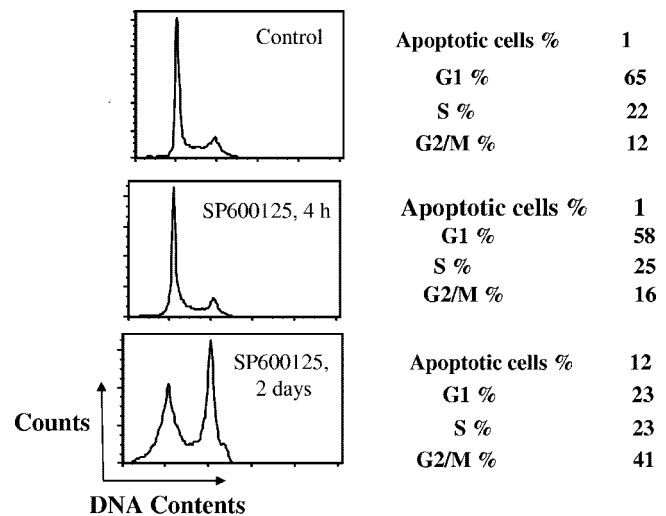 Control
Apoptotic cells % 1
G1 % 65
S % 22
G2/M % 12
SP600125, 4 h
Apoptotic cells % 1
G1 % 58
S % 25
G2/M % 16
SP600125,
2 days
Apoptotic cells % 12
G1 % 23
S % 23
G2/M % 41
Counts
DNA Contents